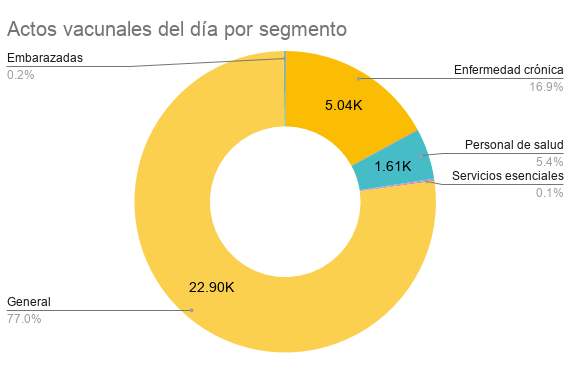 Actos vacunales del día por segmento
Embarazadas
0.2%
Enfermedad crónica
16.9%
5.04K
Personal de salud
5.4%
1.61K
Servicios esenciales
0.1%
22.90K
General
77.0%